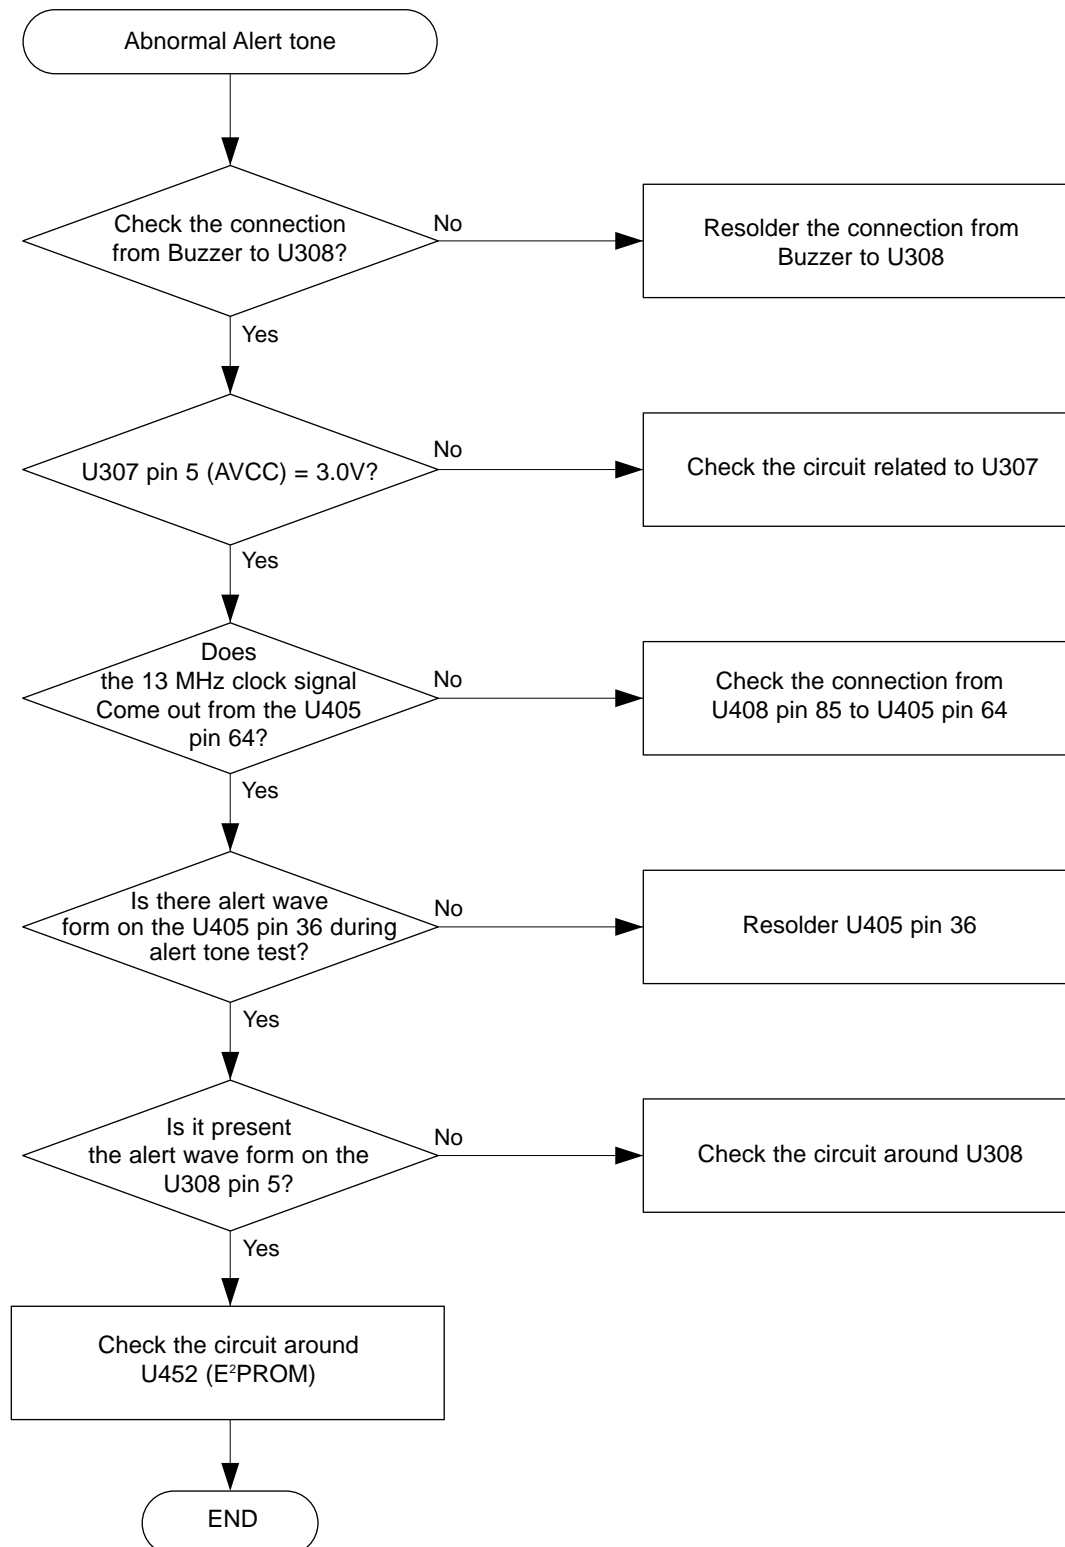 Abnormal Alert tone
Check the connection
from Buzzer to U308?
No
Resolder the connection from
Buzzer to U308
Yes
U307 pin 5 (AVCC) = 3.0V?
No
Check the circuit related to U307
Yes
Does
the 13 MHz clock signal
Come out from the U405
pin 64?
No
Check the connection from
U408 pin 85 to U405 pin 64
Yes
Is there alert wave
form on the U405 pin 36 during
alert tone test?
No
Resolder U405 pin 36
Yes
Is it present
the alert wave form on the
U308 pin 5?
No
Check the circuit around U308
Yes
Check the circuit around
U452 (E²PROM)
END